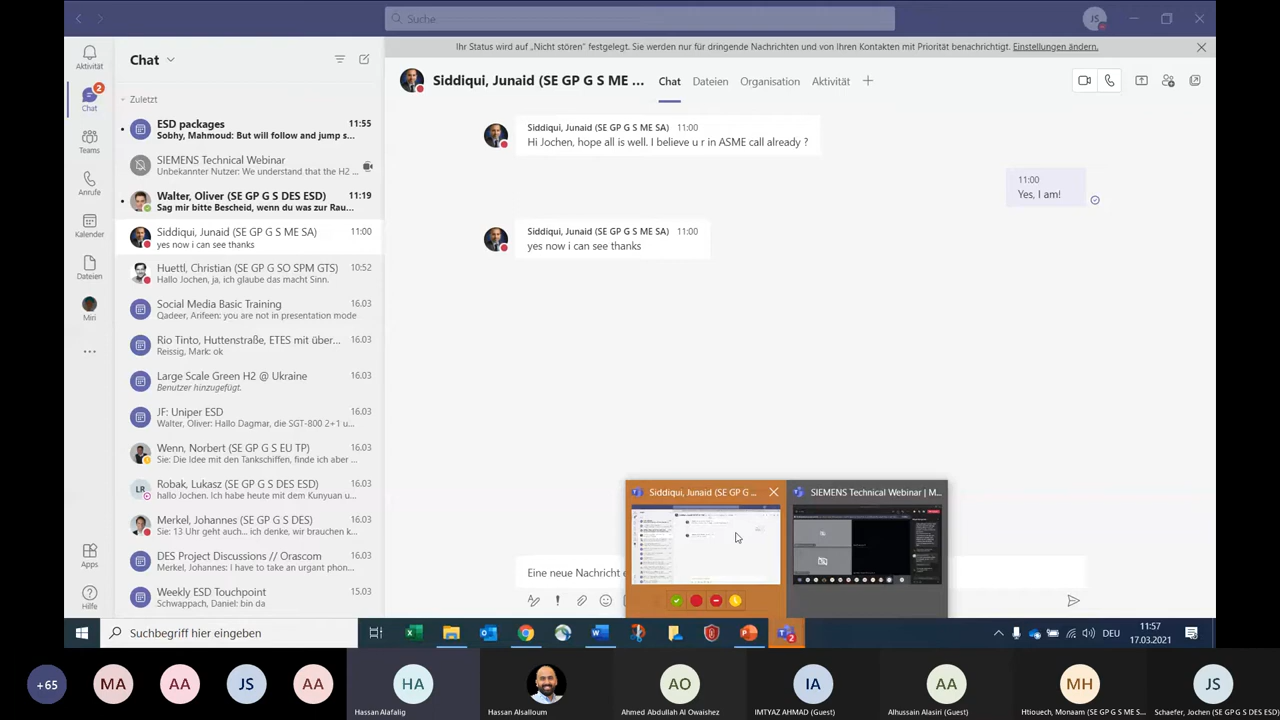 Suche
JS
Ihr Status wird auf „Nicht stören" festgelegt. Sie werden nur für dringende Nachrichten und von Ihren Kontakten mit Priorität benachrichtigt. Einstellungen ändern.
Aktivität
2
Chat
Teams
Anrufe
Kalender
Dateien
Miri
Apps
Hilfe
Chat
Zuletzt
ESD packages 11:55
Sobhy, Mahmoud: But will follow and jump s...
SIEMENS Technical Webinar
Unbekannter Nutzer: We understand that the H2 ...
Walter, Oliver (SE GP G S DES ESD) 11:19
Sag mir bitte Bescheid, wenn du was zur Rau...
Siddiqui, Junaid (SE GP G S ME SA) 11:00
yes now i can see thanks
Huettl, Christian (SE GP G SO SPM GTS) 10:52
Hallo Jochen, ja, ich glaube das macht Sinn.
Social Media Basic Training 16.03
Qadeer, Arifeen: you are not in presentation mode
Rio Tinto, Huttenstraße, ETES mit über... 16.03
Reissig, Mark: ok
Large Scale Green H2 @ Ukraine 16.03
Benutzer hinzugefügt.
JF: Uniper ESD 16.03
Walter, Oliver: Hallo Dagmar, die SGT-800 2+1 u...
Wenn, Norbert (SE GP G S EU TP) 16.03
Sie: Die Idee mit den Tankschiffen, finde ich aber ...
LR
Robak, Lukasz (SE GP G S DES ESD) 16.03
hallo Jochen. Ich habe heute mit Kunyuan u...
Merkel, Johannes (SE GP G S DES) 16.03
Sie: 13 Uhr geht auch... ich denke, wir brauchen k...
DES Project Discussions // Orascom 16.03
Merkel, Johannes: I have to take an urgent phon...
Weekly ESD Touchpoint 16.03
Schwappach, Daniel: bin da
Siddiqui, Junaid (SE GP G S ME ... Chat Dateien Organisation Aktivität
Siddiqui, Junaid (SE GP G S ME SA) 11:00
Hi Jochen, hope all is well. I believe u r in ASME call already ?
11:00
Yes, I am!
Siddiqui, Junaid (SE GP G S ME SA) 11:00
yes now i can see thanks
Eine neue Nachricht e
Siddiqui, Junaid (SE GP G ...
SIEMENS Technical Webinar | M...
Suchbegriff hier eingeben
2
DEU
11:57
17.03.2021
+65
MA
AA
JS
AA
HA
Hassan Alafalig
Hassan Alsalloum
AO
Ahmed Abdullah Al Owaishez
IA
IMTYAZ AHMAD (Guest)
AA
Alhussain Alasiri (Guest)
MH
Htiouech, Monaam (SE GP G S ME S...
JS
Schaefer, Jochen (SE GP G S DES ESD)